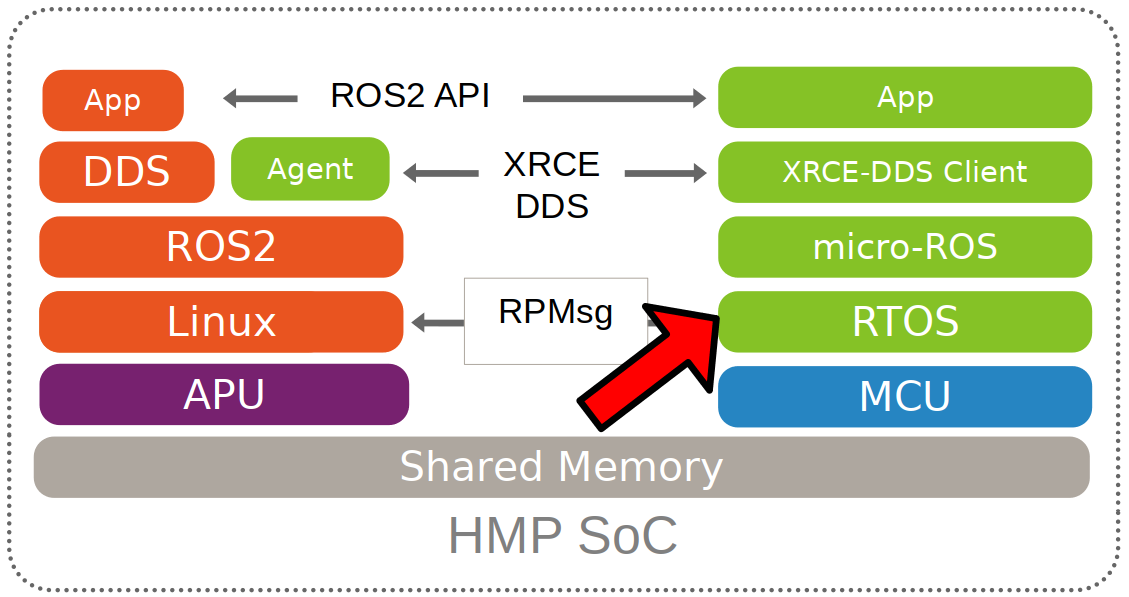 App
ROS2 API
App
DDS
Agent
XRCE
DDS
XRCE-DDS Client
ROS2
micro-ROS
Linux
RPMsg
RTOS
APU
MCU
Shared Memory
HMP SoC